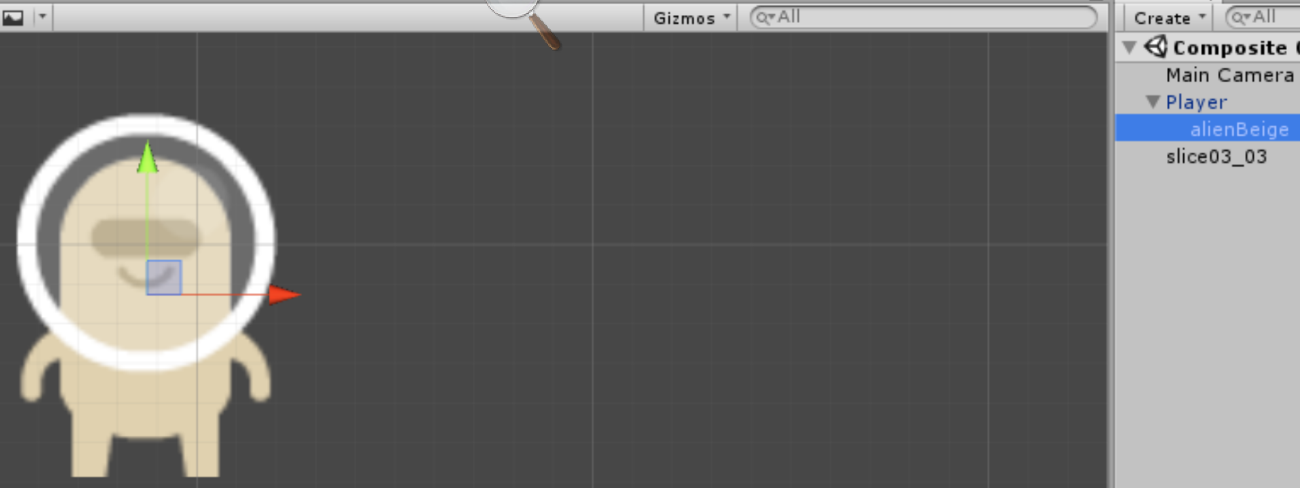 Gizmos All
Create All
Composite
Main Camera
Player
alienBeige
slice03_03